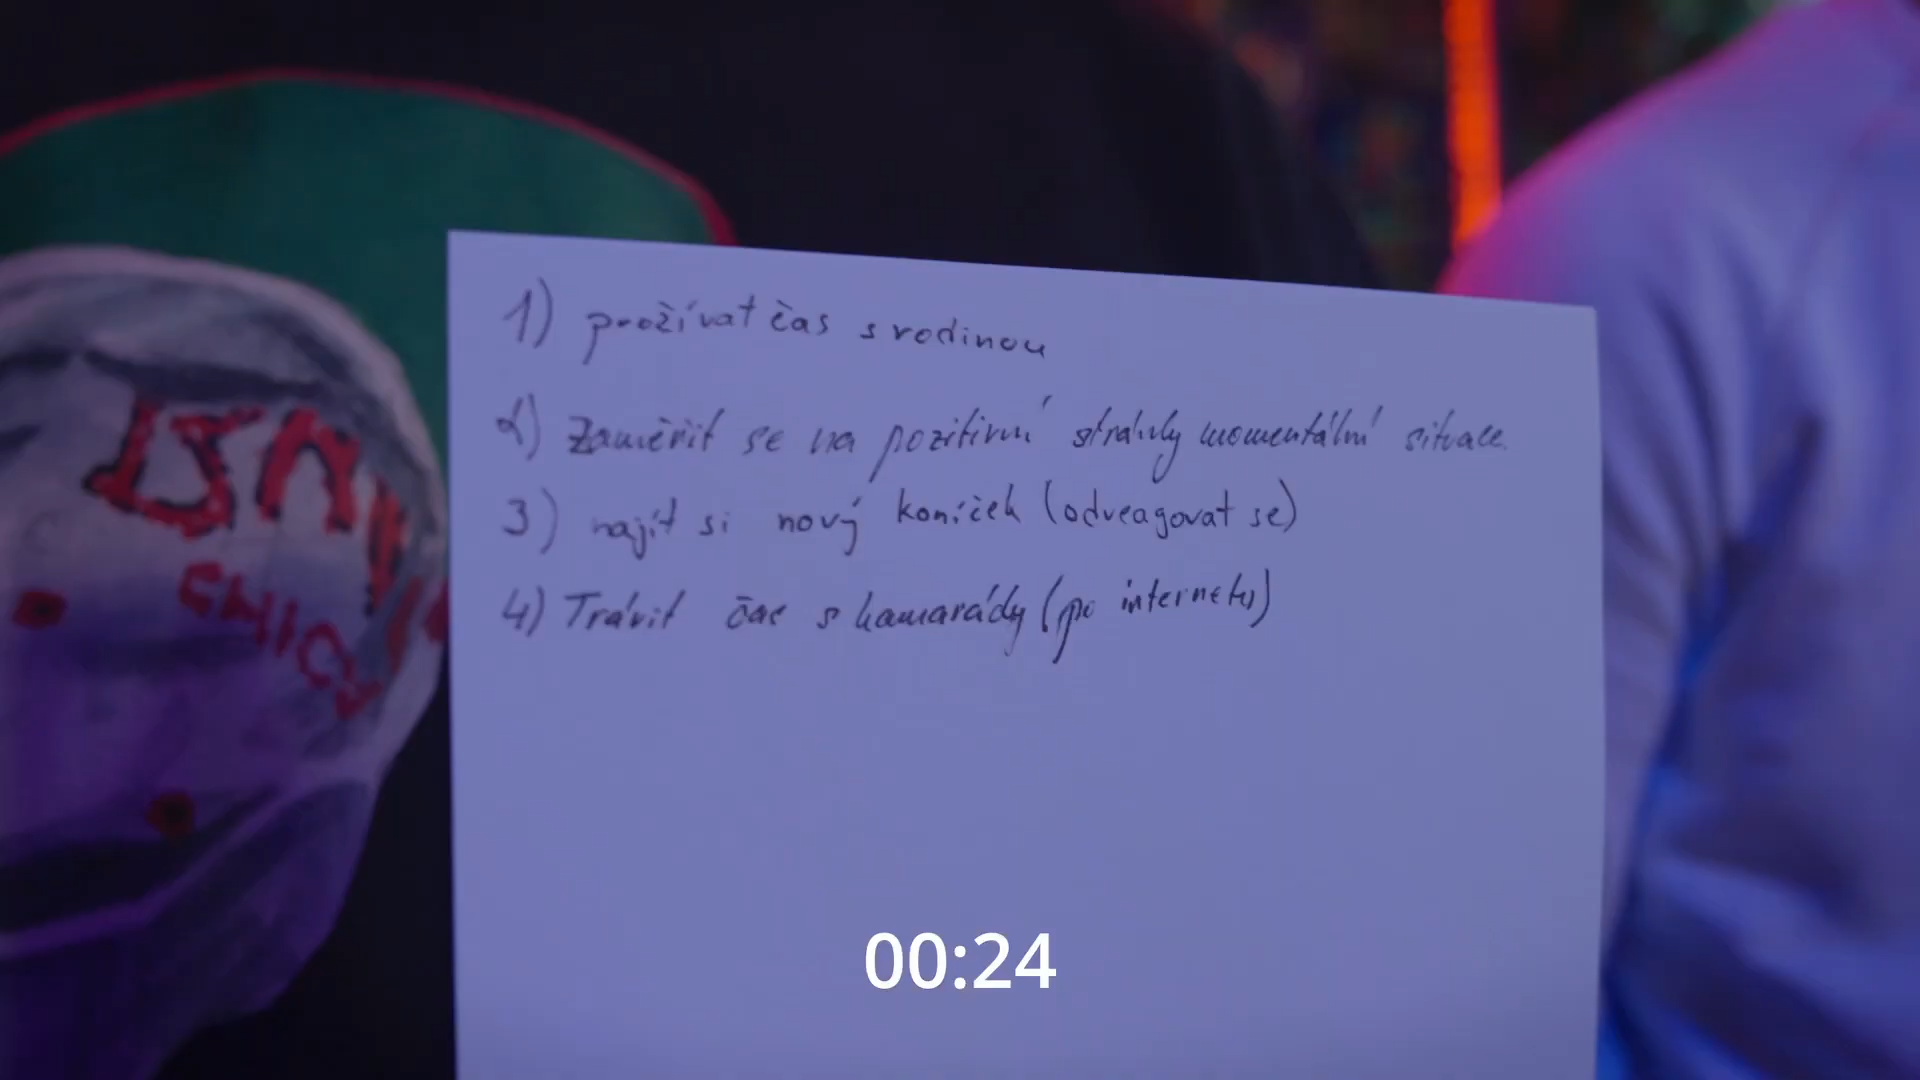 1) prožívat čas s rodinou
2) Zaměřit se na pozitivní stránky momentální situace.
3) najít si nový koníček (odreagovat se)
4) Trávit čas s kamarády (po internetu)
00:24